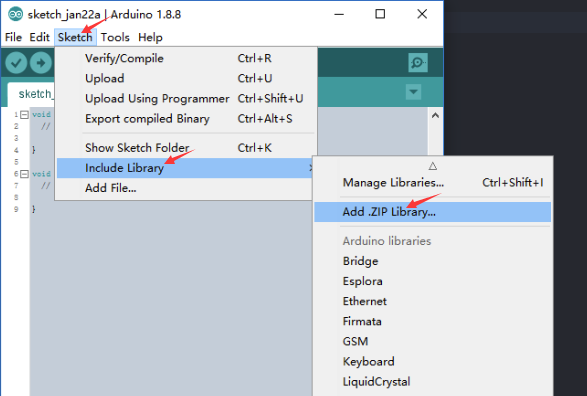 sketch_jan22a | Arduino 1.8.8
File Edit Sketch Tools Help
Verify/Compile Ctrl+R
Upload Ctrl+U
Upload Using Programmer Ctrl+Shift+U
Export compiled Binary Ctrl+Alt+S
Show Sketch Folder Ctrl+K
Include Library
Add File...
sketch_
1 void
2 //
3
4 }
5
6 void
7 //
8
9 }
Manage Libraries... Ctrl+Shift+I
Add .ZIP Library...
Arduino libraries
Bridge
Esplora
Ethernet
Firmata
GSM
Keyboard
LiquidCrystal